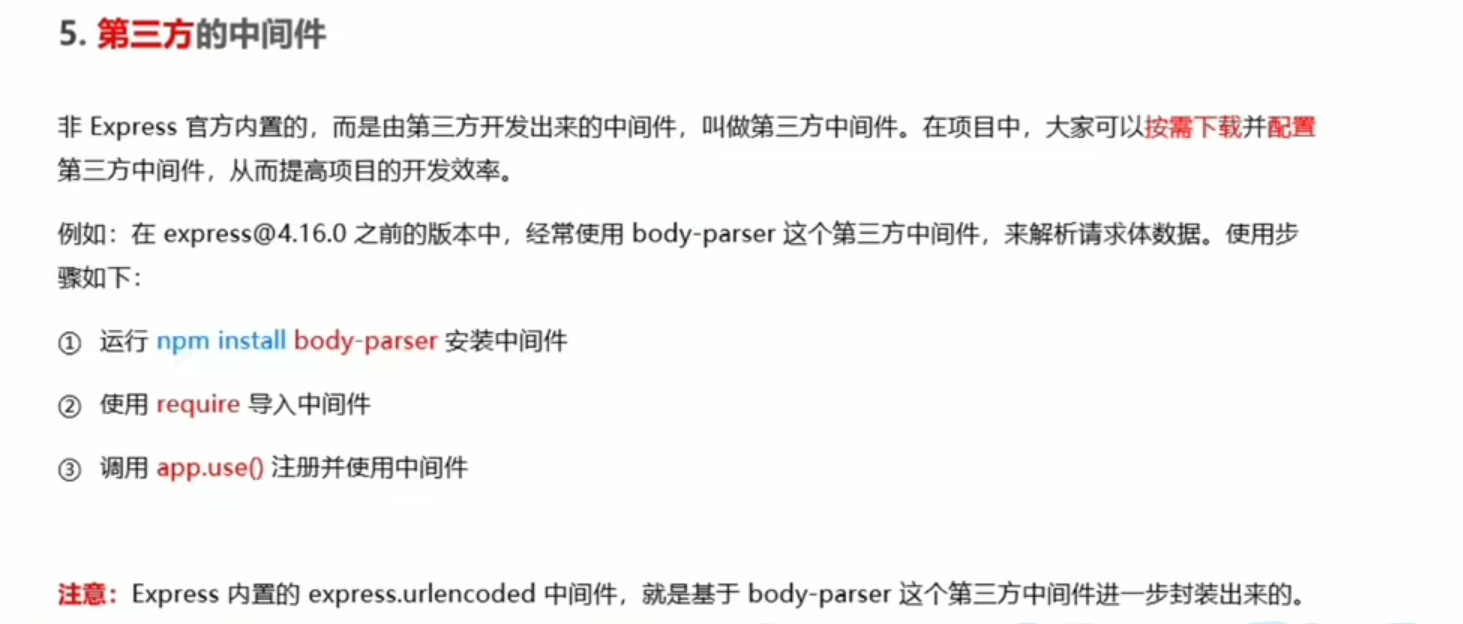 5. 第三方的中间件
非 Express 官方内置的，而是由第三方开发出来的中间件，叫做第三方中间件。在项目中，大家可以按需下载并配置
第三方中间件，从而提高项目的开发效率。
例如：在 express@4.16.0 之前的版本中，经常使用 body-parser 这个第三方中间件，来解析请求体数据。使用步
骤如下：
① 运行 npm install body-parser 安装中间件
② 使用 require 导入中间件
③ 调用 app.use() 注册并使用中间件
注意：Express 内置的 express.urlencoded 中间件，就是基于 body-parser 这个第三方中间件进一步封装出来的。